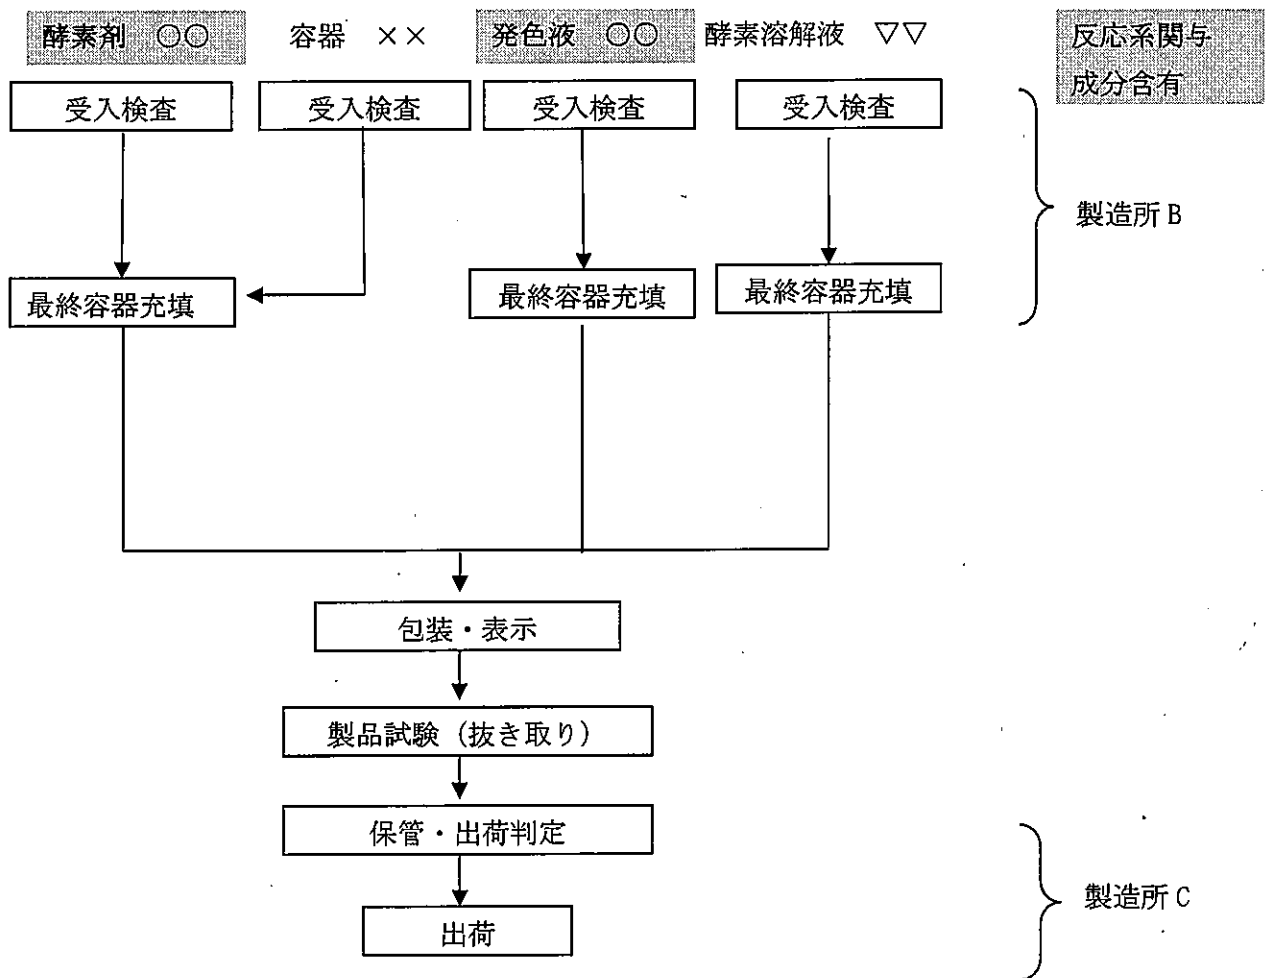 酵素剤 ○○
容器 ××
発色液 ○○
酵素溶解液 ▽▽
反応系関与
成分含有
受入検査
受入検査
受入検査
受入検査
製造所 B
最終容器充填
最終容器充填
最終容器充填
包装・表示
製品試験（抜き取り）
保管・出荷判定
製造所 C
出荷